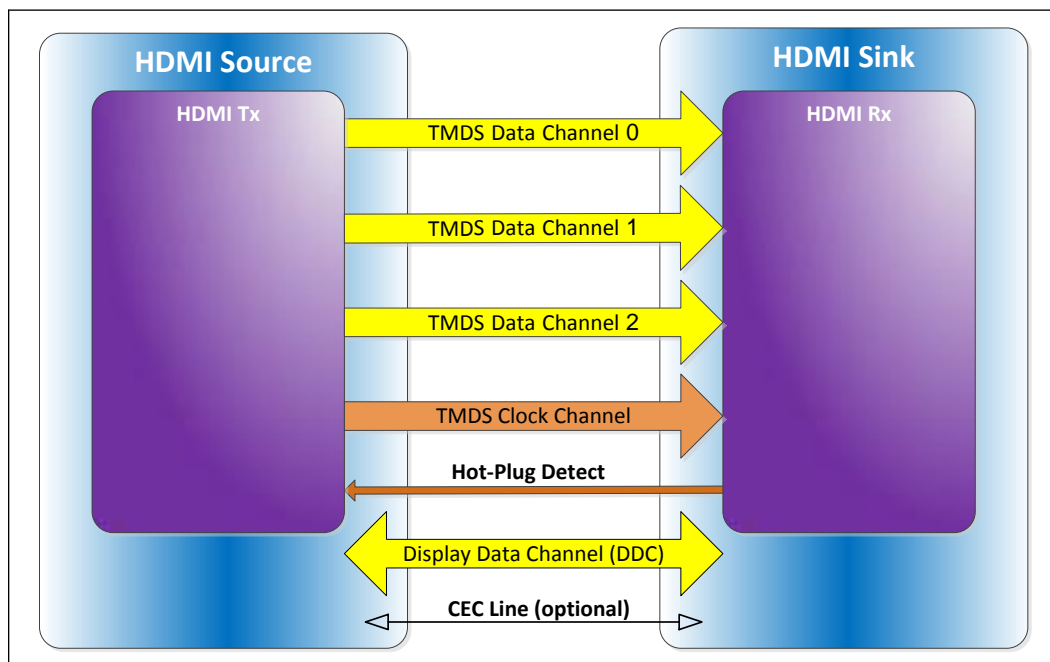 HDMI Source
HDMI Sink
HDMI Tx
HDMI Rx
TMDS Data Channel 0
TMDS Data Channel 1
TMDS Data Channel 2
TMDS Clock Channel
Hot-Plug Detect
Display Data Channel (DDC)
CEC Line (optional)